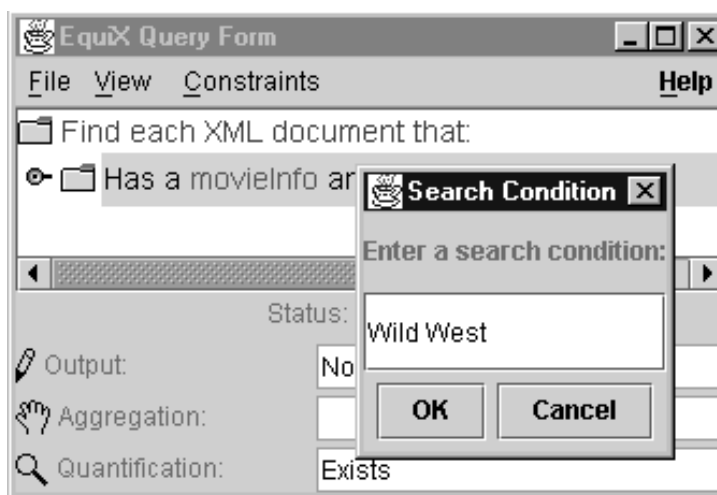 EquiX Query Form
File View Constraints Help
Find each XML document that:
Has a movieInfo
Search Condition
Enter a search condition:
Wild West
OK Cancel
Status:
Output: No
Aggregation:
Quantification: Exists